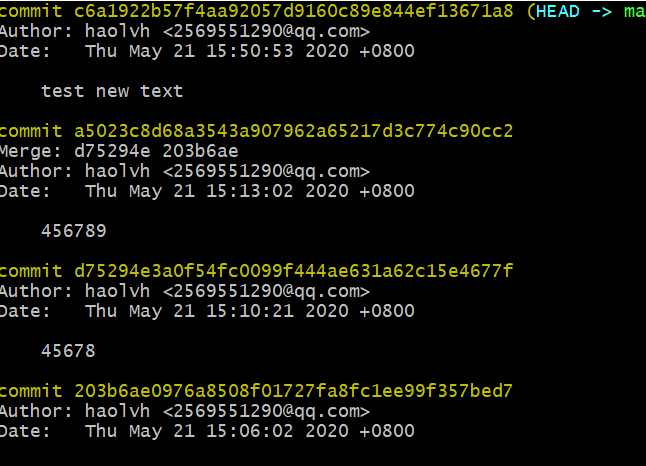 commit c6a1922b57f4aa92057d9160c89e844ef13671a8 (HEAD -> ma
Author: haolvh <2569551290@qq.com>
Date:   Thu May 21 15:50:53 2020 +0800
test new text
commit a5023c8d68a3543a907962a65217d3c774c90cc2
Merge: d75294e 203b6ae
Author: haolvh <2569551290@qq.com>
Date:   Thu May 21 15:13:02 2020 +0800
456789
commit d75294e3a0f54fc0099f444ae631a62c15e4677f
Author: haolvh <2569551290@qq.com>
Date:   Thu May 21 15:10:21 2020 +0800
45678
commit 203b6ae0976a8508f01727fa8fc1ee99f357bed7
Author: haolvh <2569551290@qq.com>
Date:   Thu May 21 15:06:02 2020 +0800